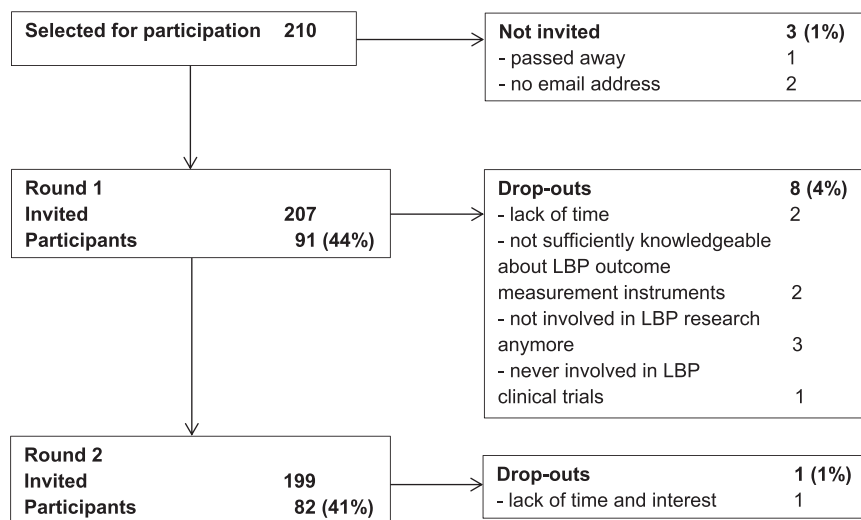 Selected for participation 210
Not invited 3 (1%)
- passed away 1
- no email address 2
Round 1
Invited 207
Participants 91 (44%)
Drop-outs 8 (4%)
- lack of time 2
- not sufficiently knowledgeable
about LBP outcome
measurement instruments 2
- not involved in LBP research
anymore 3
- never involved in LBP
clinical trials 1
Round 2
Invited 199
Participants 82 (41%)
Drop-outs 1 (1%)
- lack of time and interest 1